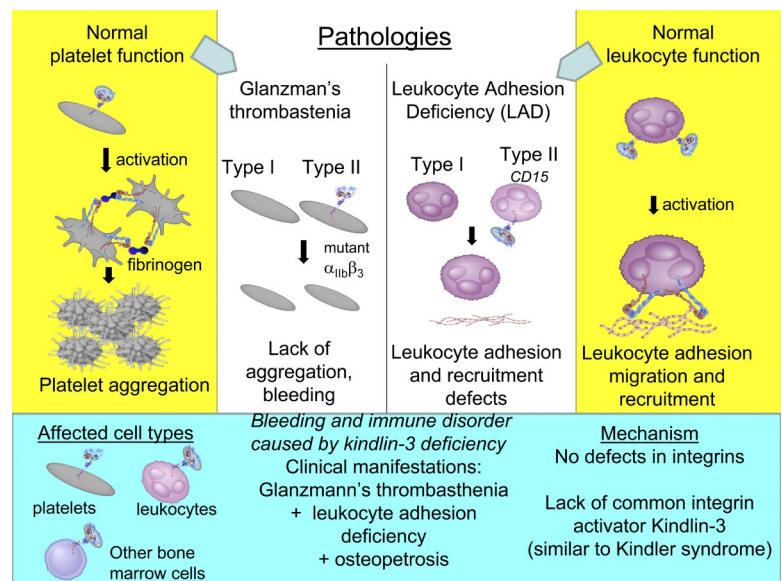 Normal
platelet function
activation
fibrinogen
Platelet aggregation
Pathologies
Glanzman's
thrombastenia
Type I
Type II
mutant
αIIbβ3
Lack of
aggregation,
bleeding
Leukocyte Adhesion
Deficiency (LAD)
Type I
Type II
CD15
Leukocyte adhesion
and recruitment
defects
Normal
leukocyte function
activation
Leukocyte adhesion
migration and
recruitment
Affected cell types
platelets
leukocytes
Other bone
marrow cells
Bleeding and immune disorder
caused by kindlin-3 deficiency
Clinical manifestations:
Glanzmann's thrombasthenia
+ leukocyte adhesion
deficiency
+ osteopetrosis
Mechanism
No defects in integrins
Lack of common integrin
activator Kindlin-3
(similar to Kindler syndrome)